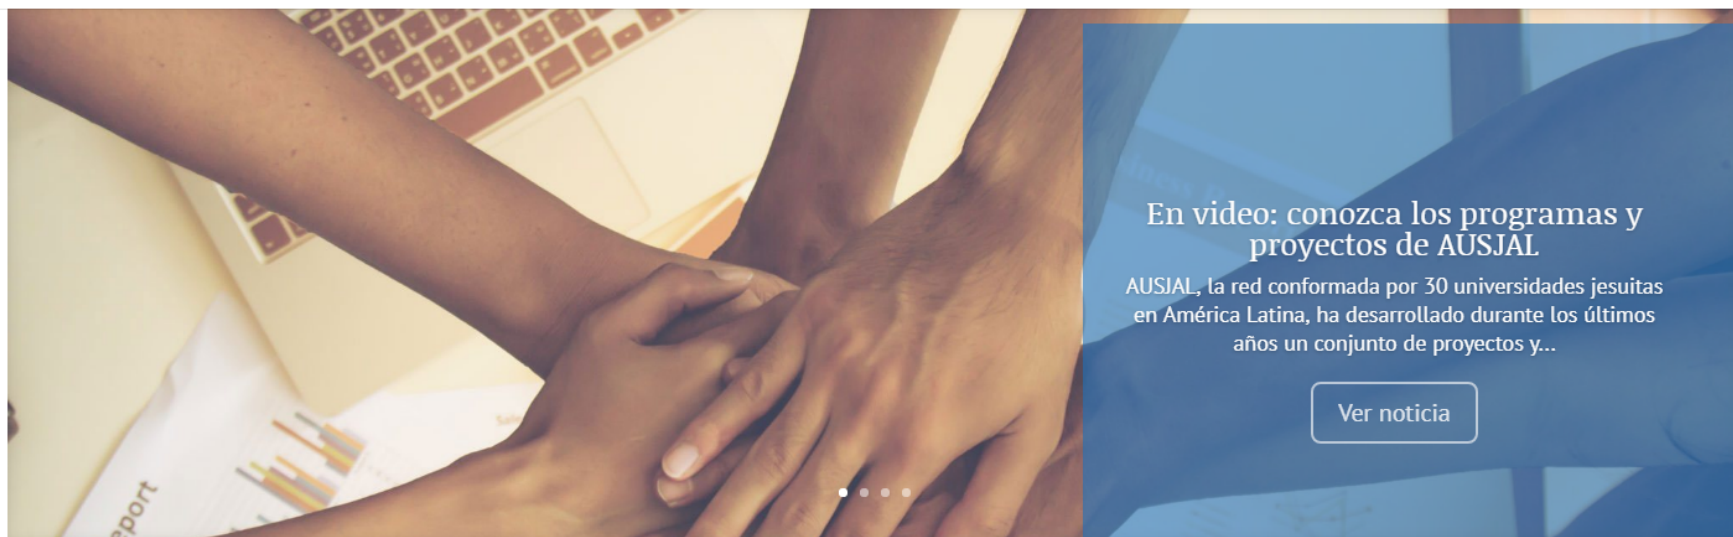 En video: conozca los programas y
proyectos de AUSJAL
AUSJAL, la red conformada por 30 universidades jesuitas
en América Latina, ha desarrollado durante los últimos
años un conjunto de proyectos y...
Ver noticia